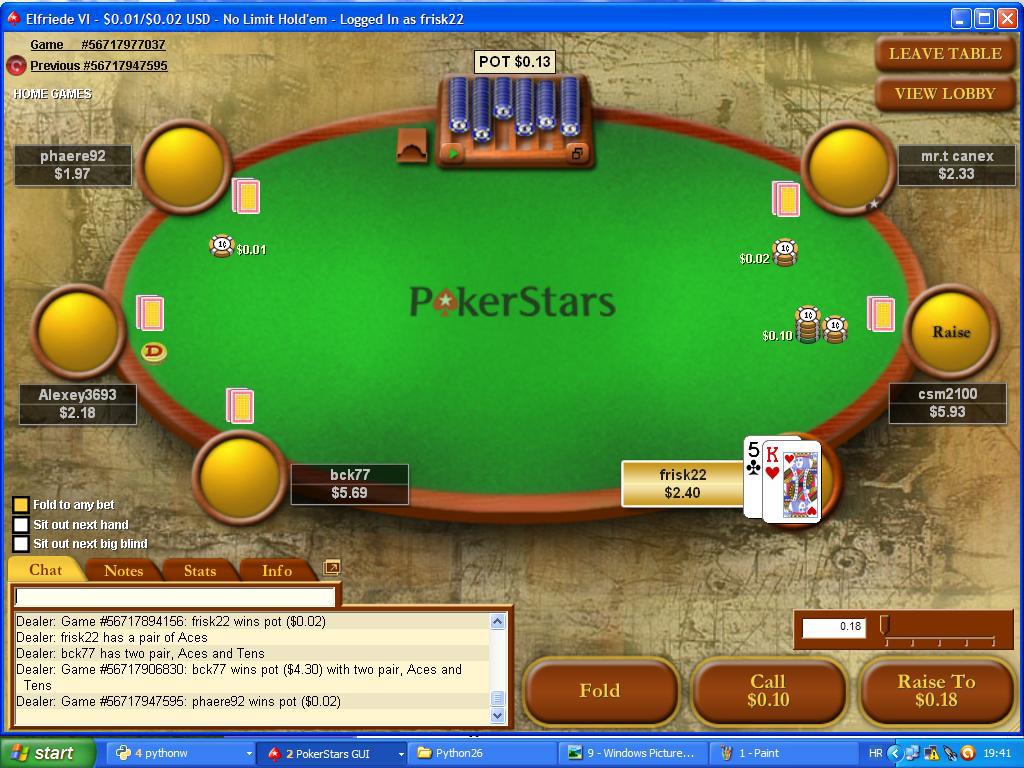 Elfriede VI - $0.01/$0.02 USD - No Limit Hold'em - Logged In as frisk22
Game #56717977037
Previous #56717947595
HOME GAMES
POT $0.13
LEAVE TABLE
VIEW LOBBY
phaere92
$1.97
mr.t canex
$2.33
1¢ $0.01
$0.02 1¢
PokerStars
$0.10 1¢ 1¢
Raise
D
Alexey3693
$2.18
csm2100
$5.93
bck77
$5.69
frisk22
$2.40
5 K
Fold to any bet
Sit out next hand
Sit out next big blind
Chat Notes Stats Info
Dealer: Game #56717894156: frisk22 wins pot ($0.02)
Dealer: frisk22 has a pair of Aces
Dealer: bck77 has two pair, Aces and Tens
Dealer: Game #56717906830: bck77 wins pot ($4.30) with two pair, Aces and
Tens
Dealer: Game #56717947595: phaere92 wins pot ($0.02)
0.18
Fold
Call
$0.10
Raise To
$0.18
start
4 pythonw
2 PokerStars GUI
Python26
9 - Windows Picture...
1 - Paint
HR
19:41